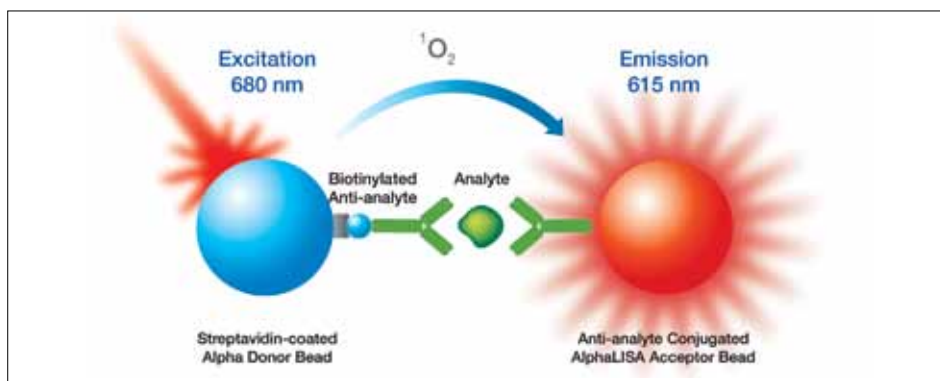 Excitation
680 nm
¹O₂
Emission
615 nm
Biotinylated
Anti-analyte
Analyte
Streptavidin-coated
Alpha Donor Bead
Anti-analyte Conjugated
AlphaLISA Acceptor Bead